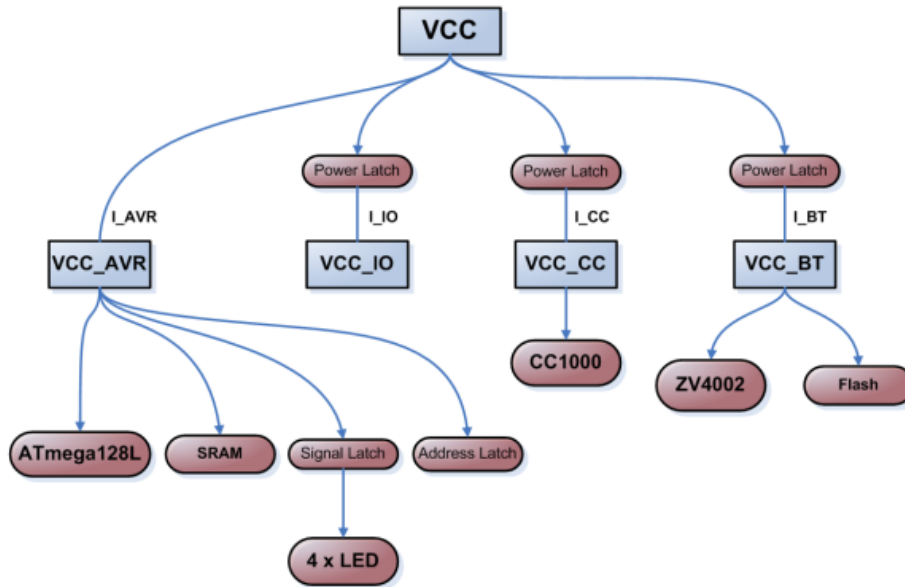 VCC
Power Latch
Power Latch
Power Latch
I_AVR
I_IO
I_CC
I_BT
VCC_AVR
VCC_IO
VCC_CC
VCC_BT
CC1000
ZV4002
Flash
ATmega128L
SRAM
Signal Latch
Address Latch
4 x LED